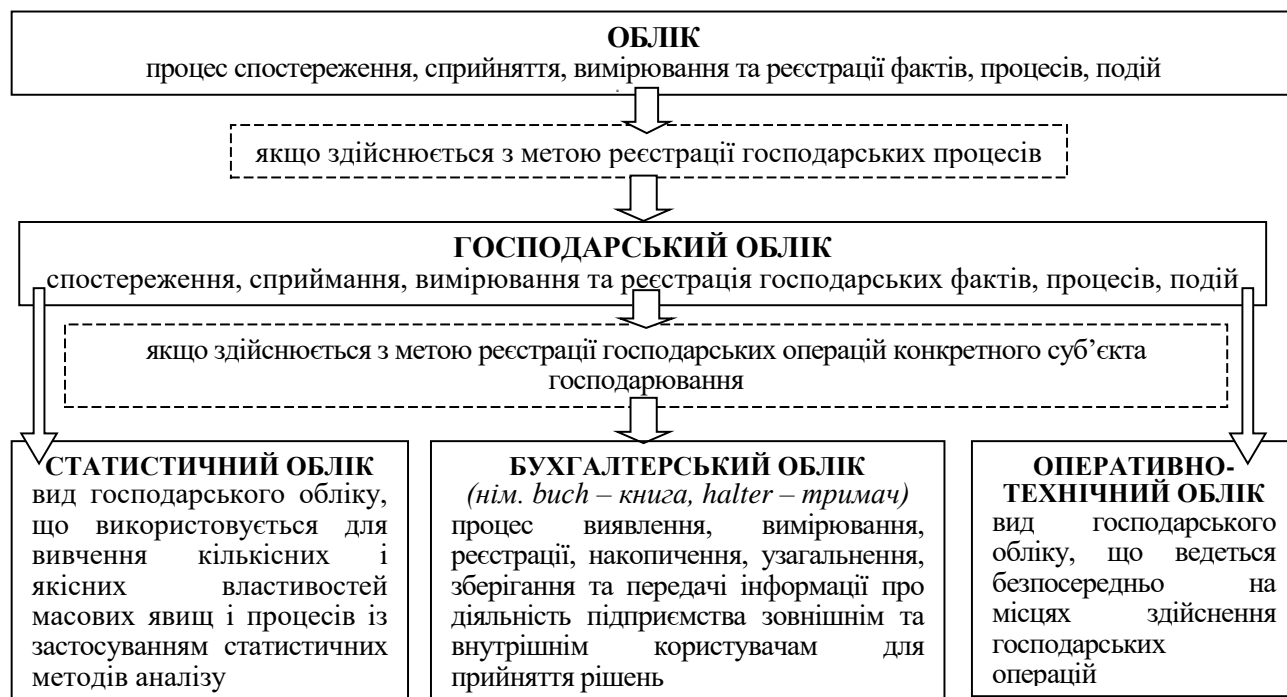 ОБЛІК
процес спостереження, сприйняття, вимірювання та реєстрації фактів, процесів, подій
якщо здійснюється з метою реєстрації господарських процесів
ГОСПОДАРСЬКИЙ ОБЛІК
спостереження, сприймання, вимірювання та реєстрація господарських фактів, процесів, подій
якщо здійснюється з метою реєстрації господарських операцій конкретного суб’єкта
господарювання
СТАТИСТИЧНИЙ ОБЛІК
вид господарського обліку,
що використовується для
вивчення кількісних і
якісних властивостей
масових явищ і процесів із
застосуванням статистичних
методів аналізу
БУХГАЛТЕРСЬКИЙ ОБЛІК
(нім. buch – книга, halter – тримач)
процес виявлення, вимірювання,
реєстрації, накопичення, узагальнення,
зберігання та передачі інформації про
діяльність підприємства зовнішнім та
внутрішнім користувачам для
прийняття рішень
ОПЕРАТИВНО-
ТЕХНІЧНИЙ ОБЛІК
вид господарського
обліку, що ведеться
безпосередньо на
місцях здійснення
господарських
операцій